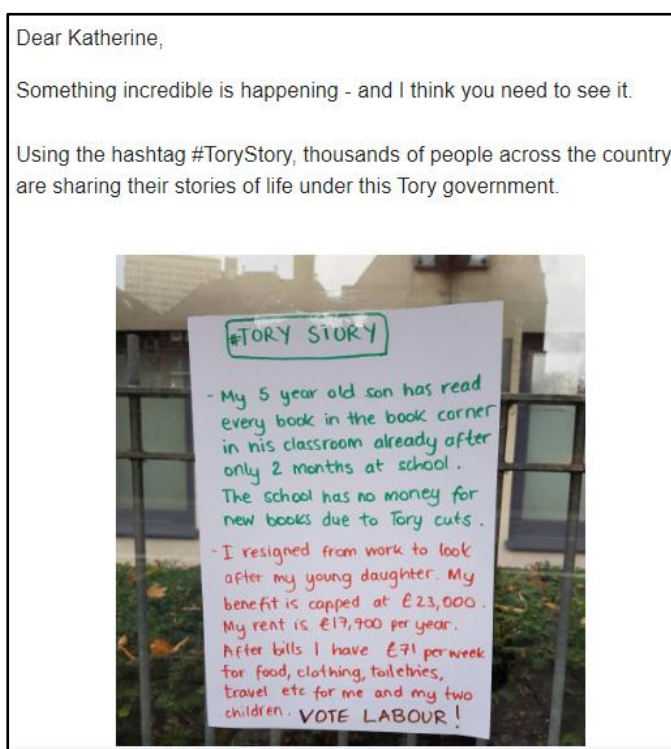 Dear Katherine,
Something incredible is happening - and I think you need to see it.
Using the hashtag #ToryStory, thousands of people across the country
are sharing their stories of life under this Tory government.
#TORY STORY
- My 5 year old son has read
every book in the book corner
in his classroom already after
only 2 months at school.
The school has no money for
new books due to Tory cuts.
- I resigned from work to look
after my young daughter. My
benefit is capped at £23,000.
My rent is £17,900 per year.
After bills I have £71 per week
for food, clothing, toiletries,
travel etc for me and my two
children. VOTE LABOUR!